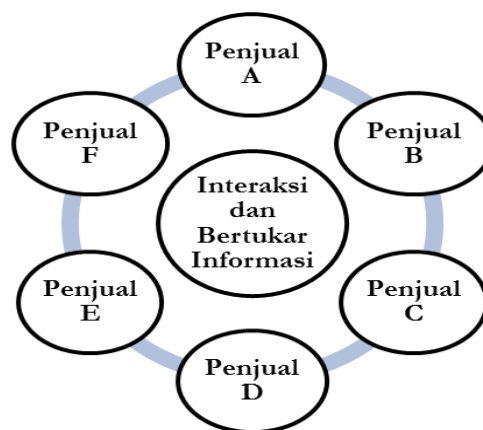 Penjual
A
Penjual
B
Penjual
C
Penjual
D
Penjual
E
Penjual
F
Interaksi
dan
Bertukar
Informasi